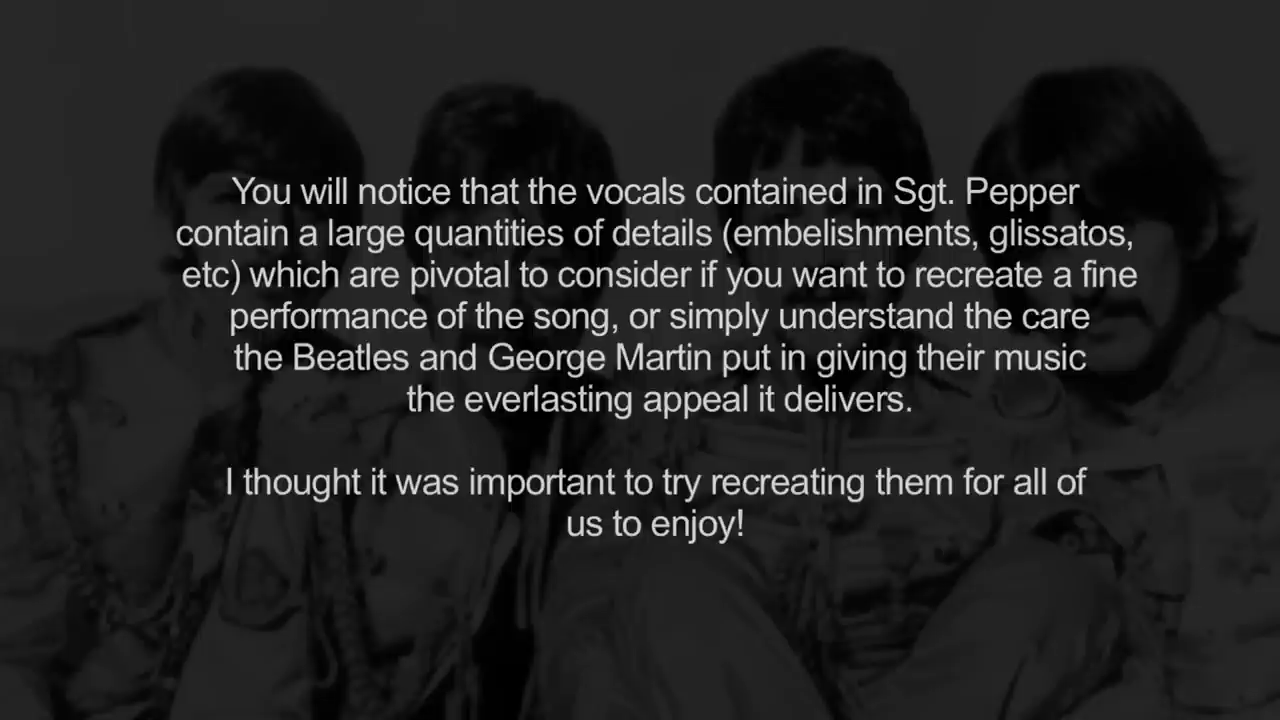 You will notice that the vocals contained in Sgt. Pepper
contain a large quantities of details (embelishments, glissatos,
etc) which are pivotal to consider if you want to recreate a fine
performance of the song, or simply understand the care
the Beatles and George Martin put in giving their music
the everlasting appeal it delivers.
I thought it was important to try recreating them for all of
us to enjoy!